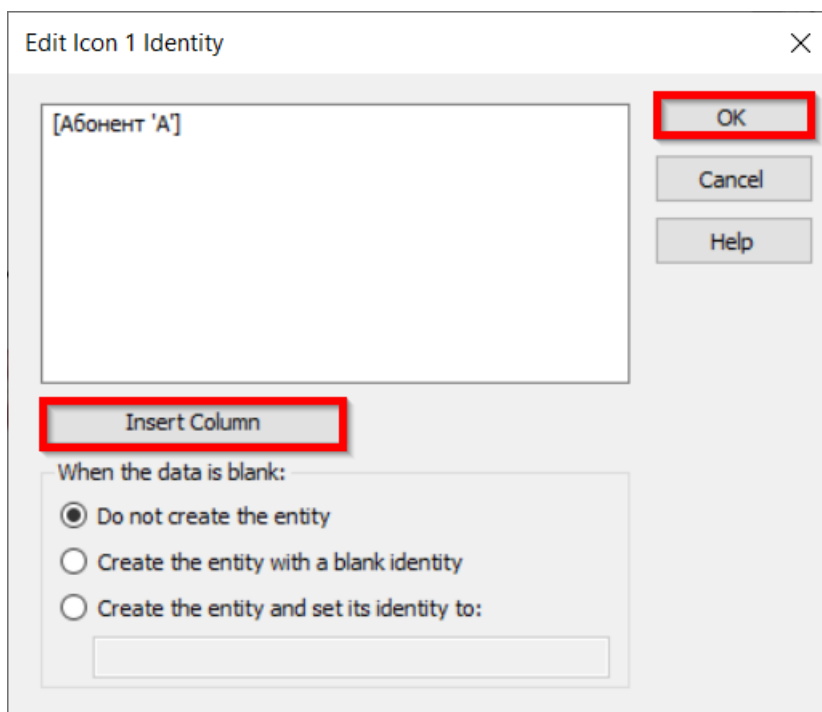 Edit Icon 1 Identity
[Абонент 'А']
OK
Cancel
Help
Insert Column
When the data is blank:
Do not create the entity
Create the entity with a blank identity
Create the entity and set its identity to: